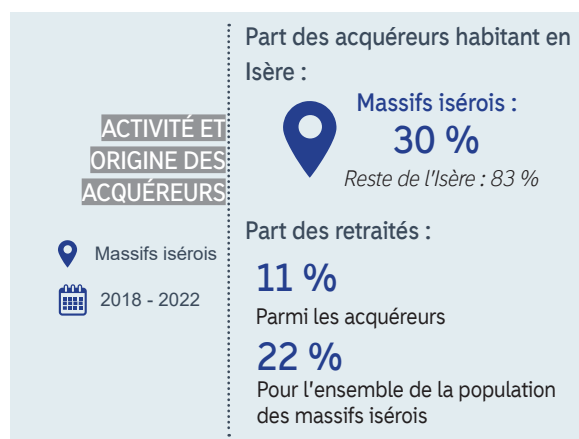 ACTIVITÉ ET
ORIGINE DES
ACQUÉREURS
Massifs isérois
2018 - 2022
Part des acquéreurs habitant en
Isère :
Massifs isérois :
30 %
Reste de l'Isère : 83 %
Part des retraités :
11 %
Parmi les acquéreurs
22 %
Pour l'ensemble de la population
des massifs isérois